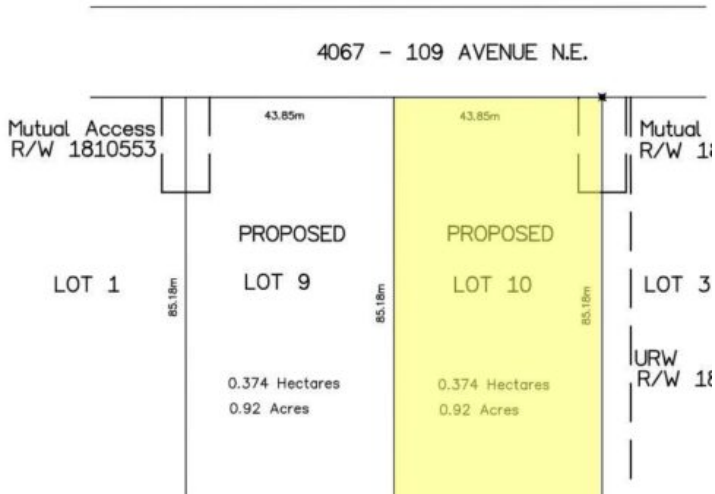 4067 - 109 AVENUE N.E.
43.85m
43.85m
Mutual Access
R/W 1810553
Mutual
R/W
PROPOSED
PROPOSED
LOT 1
85.18m
LOT 9
85.18m
LOT 10
85.18m
LOT 3
URW
R/W
0.374 Hectares
0.92 Acres
0.374 Hectares
0.92 Acres